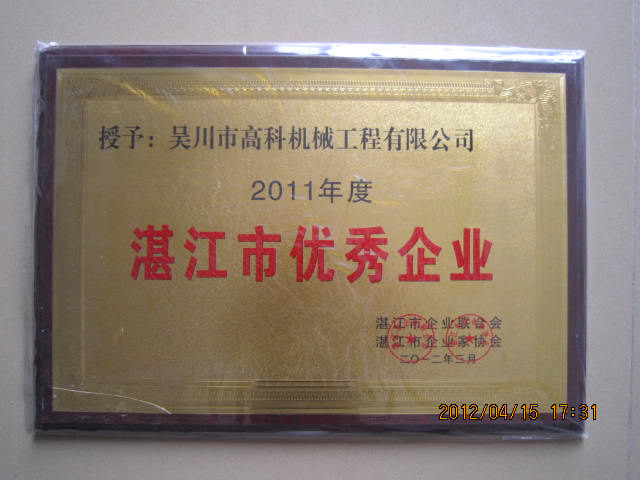 授予：吴川市高科机械工程有限公司
2011年度
湛江市优秀企业
湛江市企业联合会
湛江市企业家协会
二〇一二年三月
2012/04/15 17:31